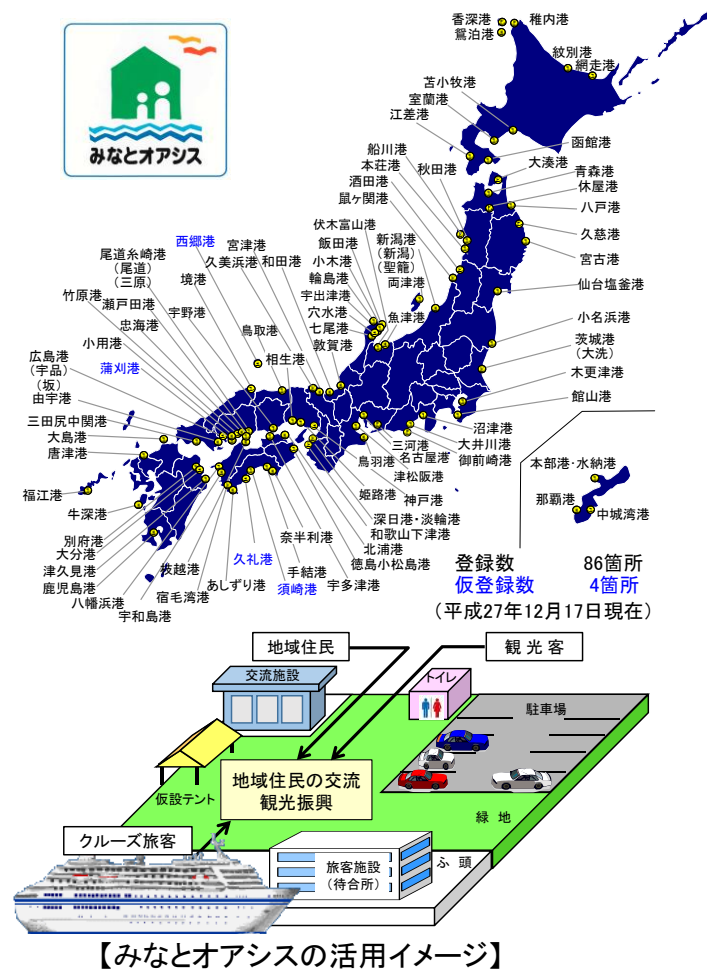 みなとオアシス
香深港
稚内港
鴛泊港
紋別港
網走港
苫小牧港
室蘭港
江差港
函館港
大湊港
青森港
休屋港
八戸港
久慈港
宮古港
仙台塩釜港
小名浜港
茨城港
(大洗)
木更津港
館山港
船川港
本荘港
秋田港
酒田港
鼠ヶ関港
伏木富山港
飯田港
小木港
輪島港
宇出津港
穴水港
七尾港
敦賀港
新潟港
(新潟)
(聖籠)
両津港
魚津港
西郷港
宮津港
久美浜港
和田港
尾道糸崎港
(尾道)
(三原)
境港
竹原港
瀬戸田港
宇野港
忠海港
鳥取港
小用港
相生港
蒲刈港
広島港
(宇品)
(坂)
由宇港
三田尻中関港
大島港
唐津港
福江港
牛深港
別府港
大分港
津久見港
鹿児島港
八幡浜港
宇和島港
宿毛湾港
あしずり港
久礼港
須崎港
手結港
奈半利港
宇多津港
徳島小松島港
北浦港
和歌山下津港
深日港・淡輪港
神戸港
姫路港
鳥羽港
津松阪港
名古屋港
三河港
御前崎港
大井川港
沼津港
本部港・水納港
那覇港
中城湾港
登録数 86箇所
仮登録数 4箇所
(平成27年12月17日現在)
地域住民
観光客
交流施設
トイレ
駐車場
仮設テント
地域住民の交流
観光振興
緑地
クルーズ旅客
旅客施設
(待合所)
ふ頭
【みなとオアシスの活用イメージ】